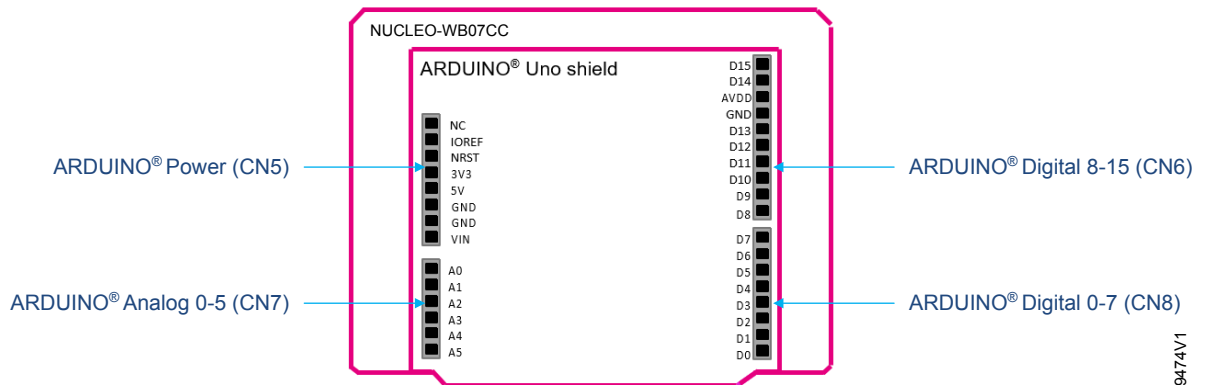 NUCLEO-WB07CC
ARDUINO® Uno shield
ARDUINO® Power (CN5)
NC
IOREF
NRST
3V3
5V
GND
GND
VIN
ARDUINO® Analog 0-5 (CN7)
A0
A1
A2
A3
A4
A5
D15
D14
AVDD
GND
D13
D12
D11
D10
D9
D8
ARDUINO® Digital 8-15 (CN6)
D7
D6
D5
D4
D3
D2
D1
D0
ARDUINO® Digital 0-7 (CN8)
9474V1